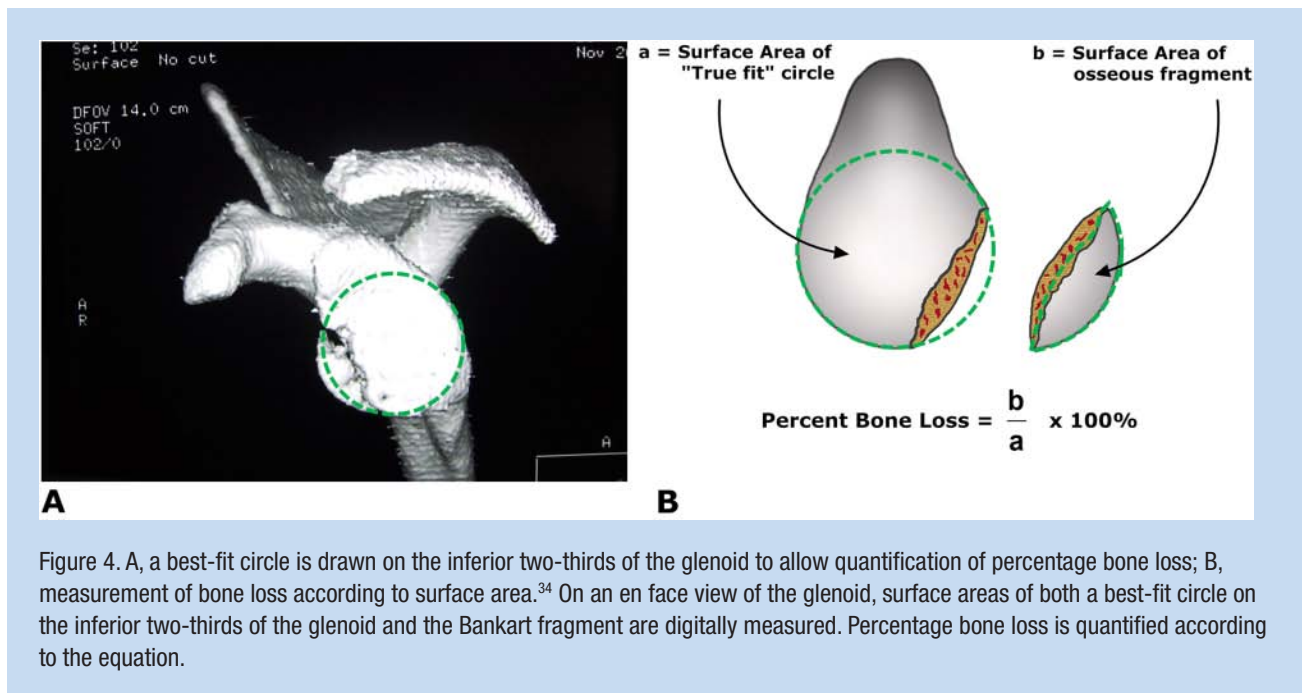 Se: 102
Surface No cut
DFOV 14.0 cm
SOFT
102/0
A
R
Nov 2
A
A
a = Surface Area of
"True fit" circle
b = Surface Area of
osseous fragment
Percent Bone Loss = b/a x 100%
B
Figure 4. A, a best-fit circle is drawn on the inferior two-thirds of the glenoid to allow quantification of percentage bone loss; B,
measurement of bone loss according to surface area.³⁴ On an en face view of the glenoid, surface areas of both a best-fit circle on
the inferior two-thirds of the glenoid and the Bankart fragment are digitally measured. Percentage bone loss is quantified according
to the equation.